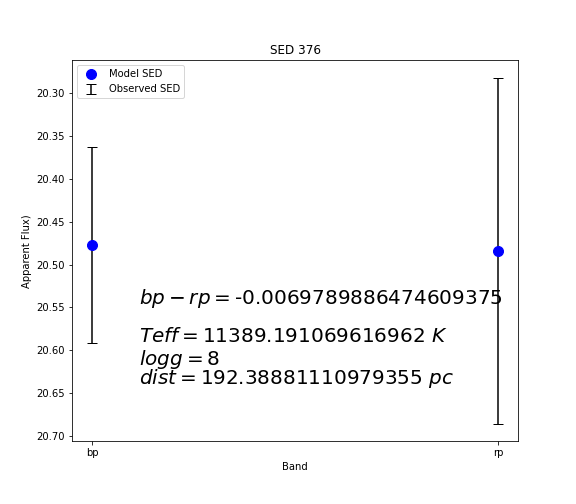 SED 376
Model SED
Observed SED
20.30
20.35
20.40
20.45
20.50
20.55
20.60
20.65
20.70
Apparent Flux)
bp − rp = -0.0069789886474609375
Teff = 11389.191069616962 K
logg = 8
dist = 192.38881110979355 pc
bp
rp
Band